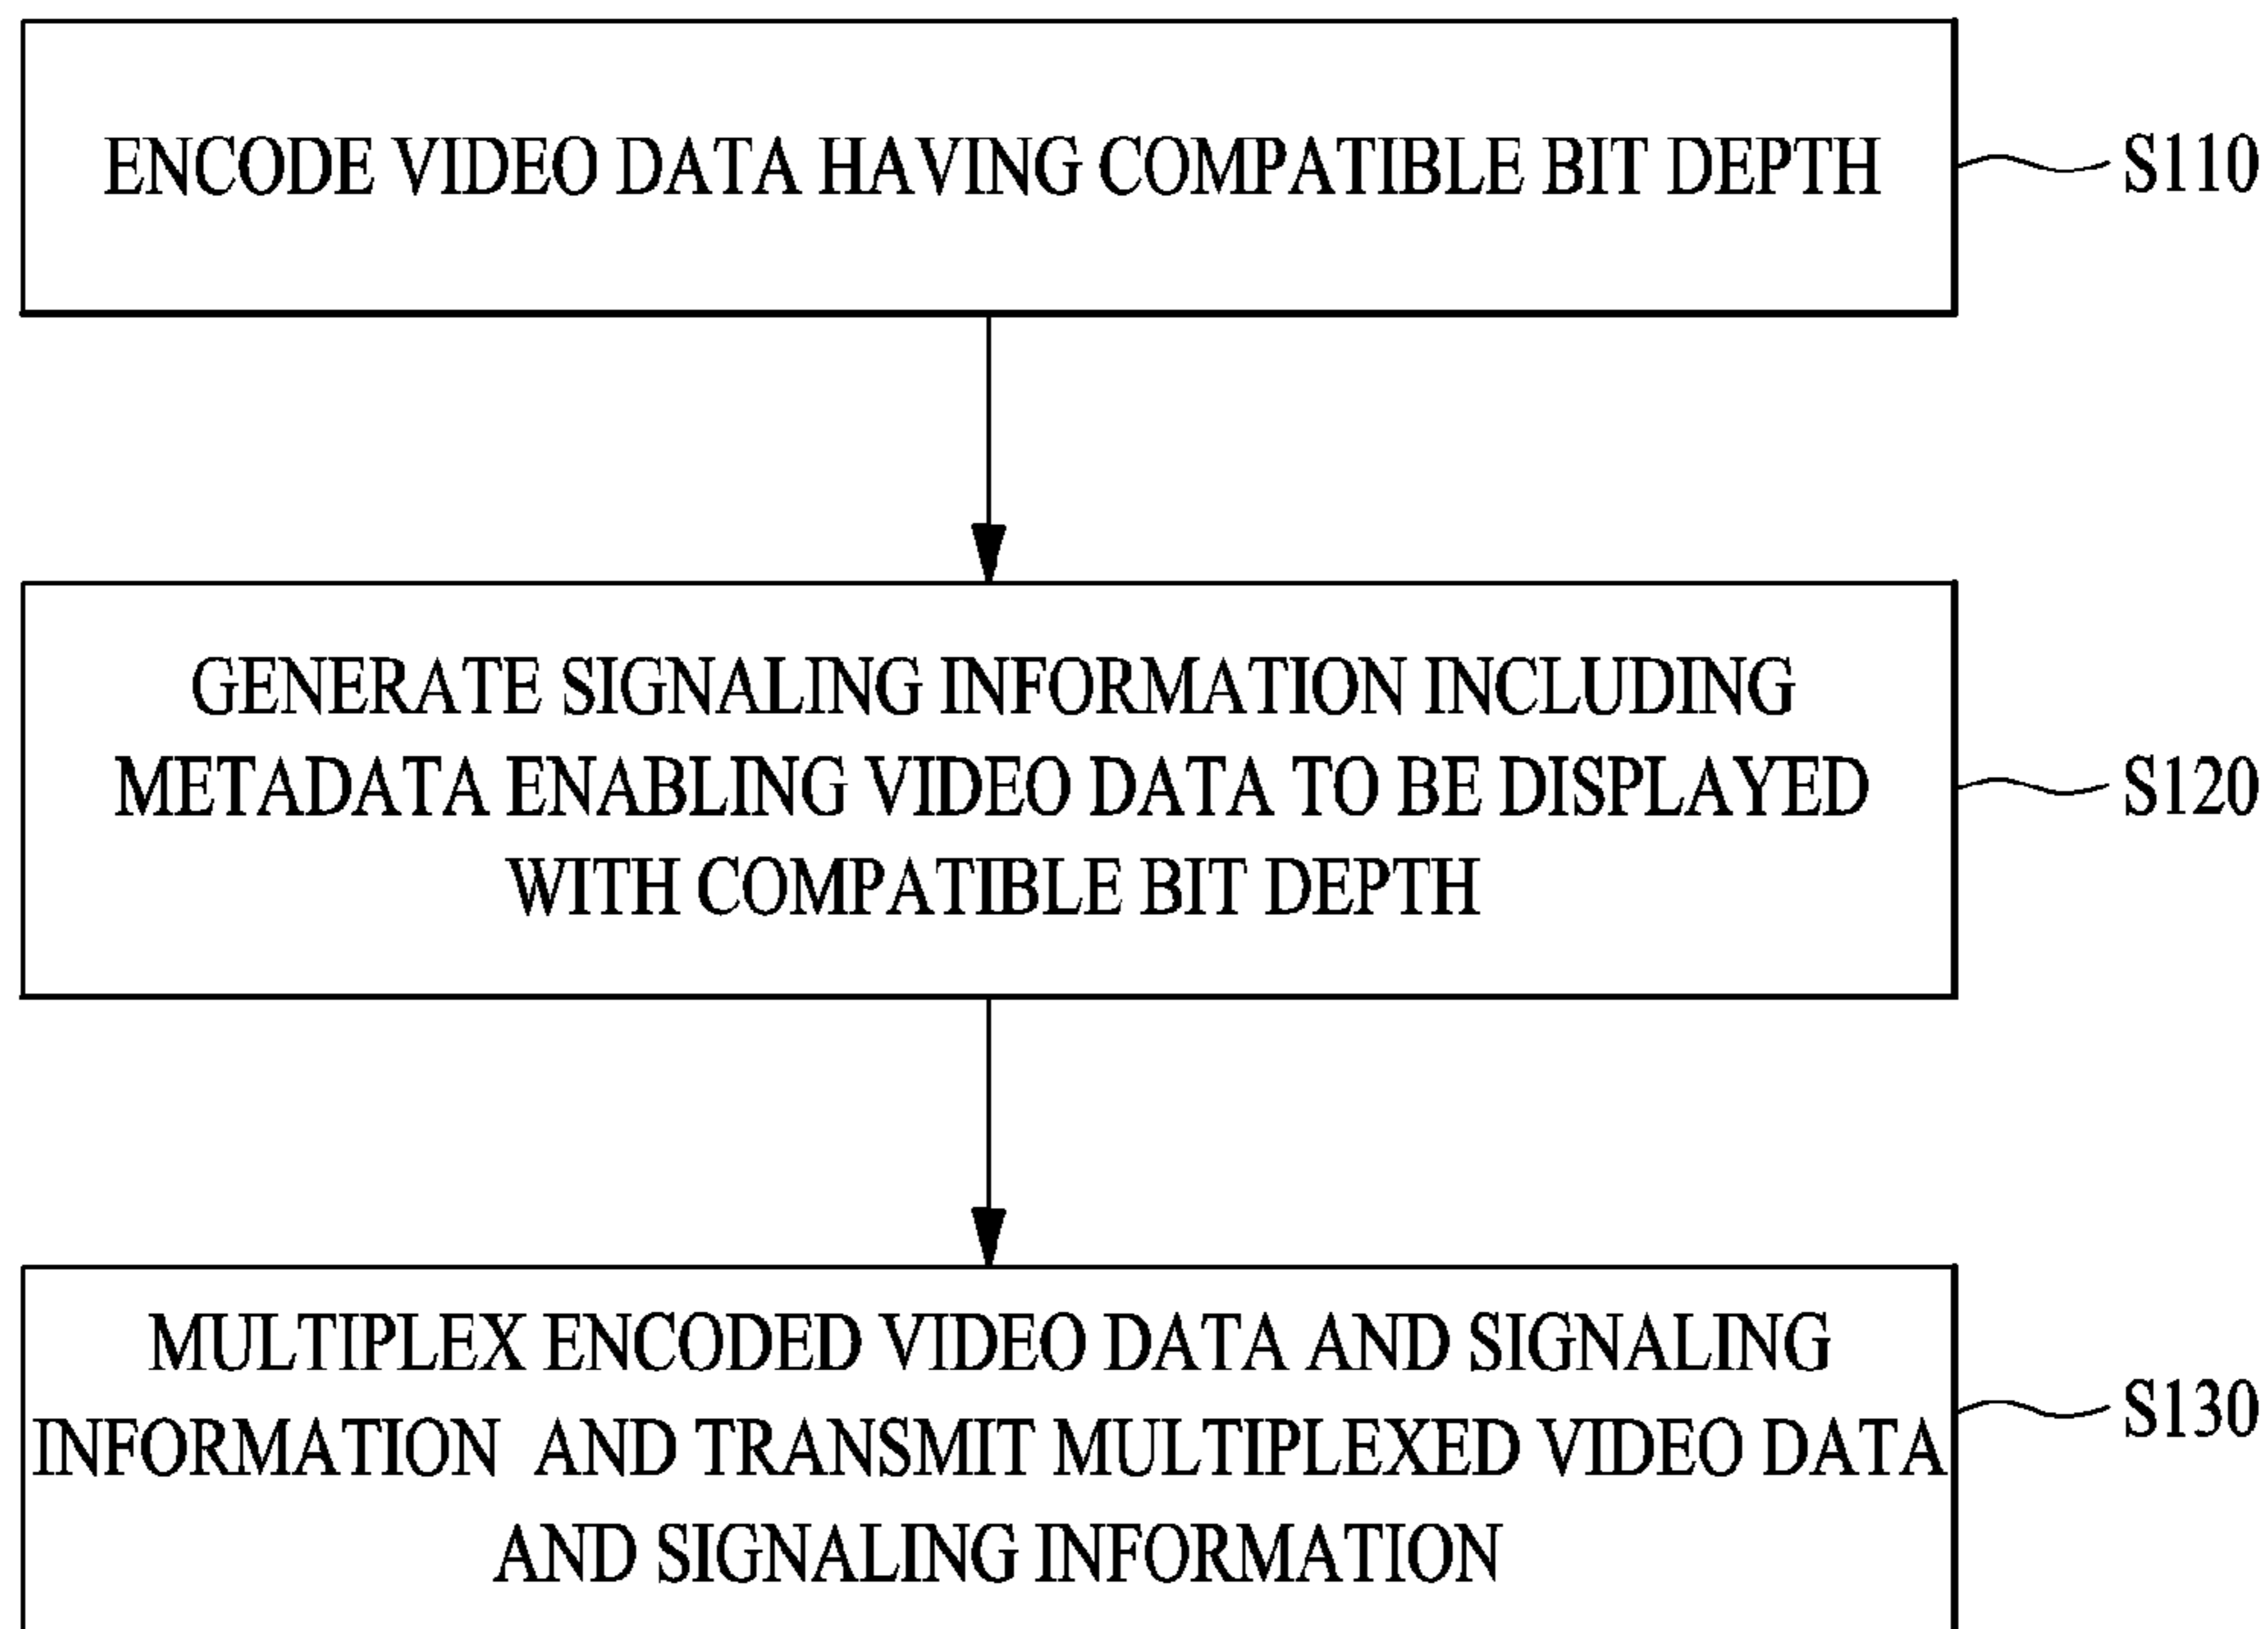 ENCODE VIDEO DATA HAVING COMPATIBLE BIT DEPTH
S110
GENERATE SIGNALING INFORMATION INCLUDING
METADATA ENABLING VIDEO DATA TO BE DISPLAYED
WITH COMPATIBLE BIT DEPTH
S120
MULTIPLEX ENCODED VIDEO DATA AND SIGNALING
INFORMATION AND TRANSMIT MULTIPLEXED VIDEO DATA
AND SIGNALING INFORMATION
S130